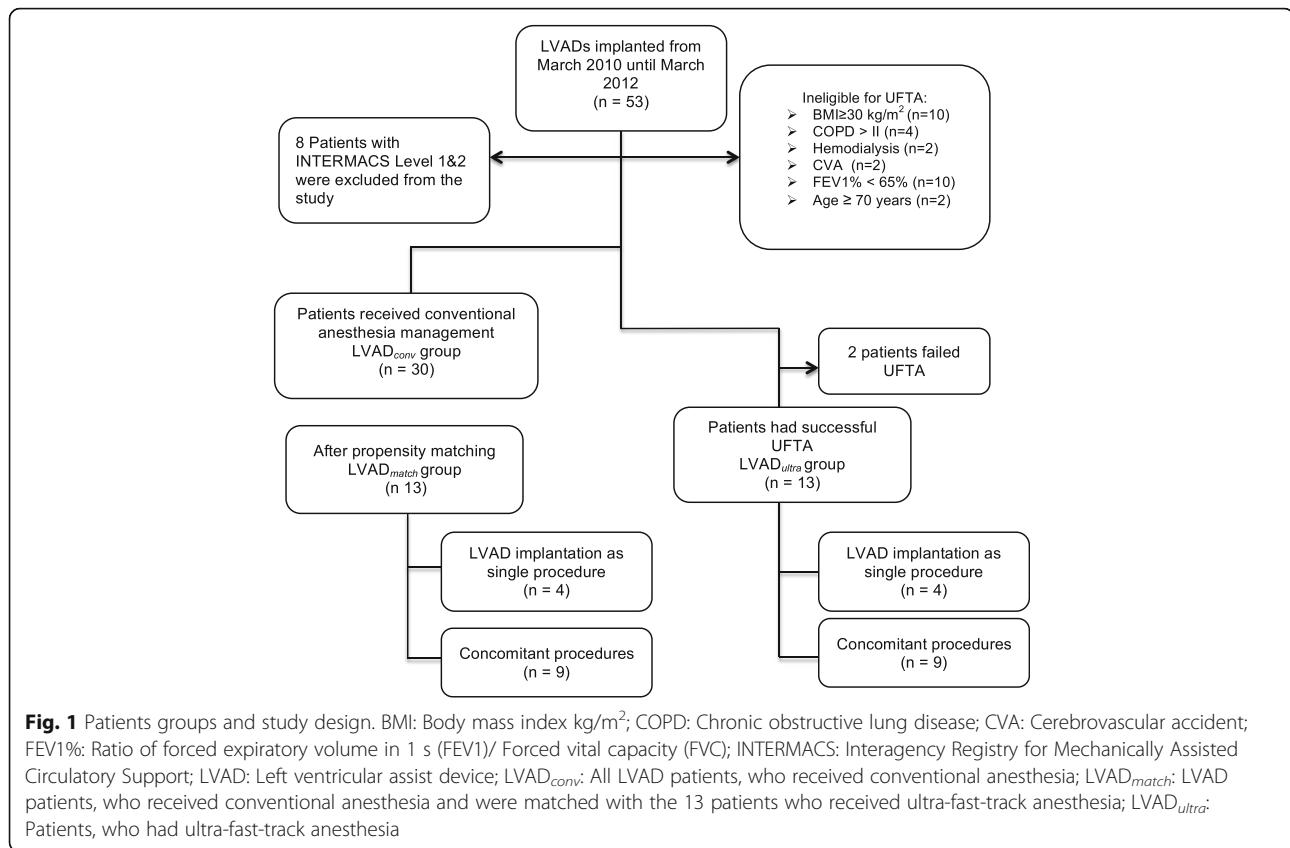 LVADs implanted from
March 2010 until March
2012
(n = 53)
8 Patients with
INTERMACS Level 1&2
were excluded from the
study
Ineligible for UFTA:
➢ BMI≥30 kg/m² (n=10)
➢ COPD > II (n=4)
➢ Hemodialysis (n=2)
➢ CVA (n=2)
➢ FEV1% < 65% (n=10)
➢ Age ≥ 70 years (n=2)
Patients received conventional
anesthesia management
LVADconv group
(n = 30)
2 patients failed
UFTA
Patients had successful
UFTA
LVADultra group
(n = 13)
After propensity matching
LVADmatch group
(n 13)
LVAD implantation as
single procedure
(n = 4)
LVAD implantation as
single procedure
(n = 4)
Concomitant procedures
(n = 9)
Concomitant procedures
(n = 9)
Fig. 1 Patients groups and study design. BMI: Body mass index kg/m²; COPD: Chronic obstructive lung disease; CVA: Cerebrovascular accident;
FEV1%: Ratio of forced expiratory volume in 1 s (FEV1)/ Forced vital capacity (FVC); INTERMACS: Interagency Registry for Mechanically Assisted
Circulatory Support; LVAD: Left ventricular assist device; LVADconv: All LVAD patients, who received conventional anesthesia; LVADmatch: LVAD
patients, who received conventional anesthesia and were matched with the 13 patients who received ultra-fast-track anesthesia; LVADultra:
Patients, who had ultra-fast-track anesthesia